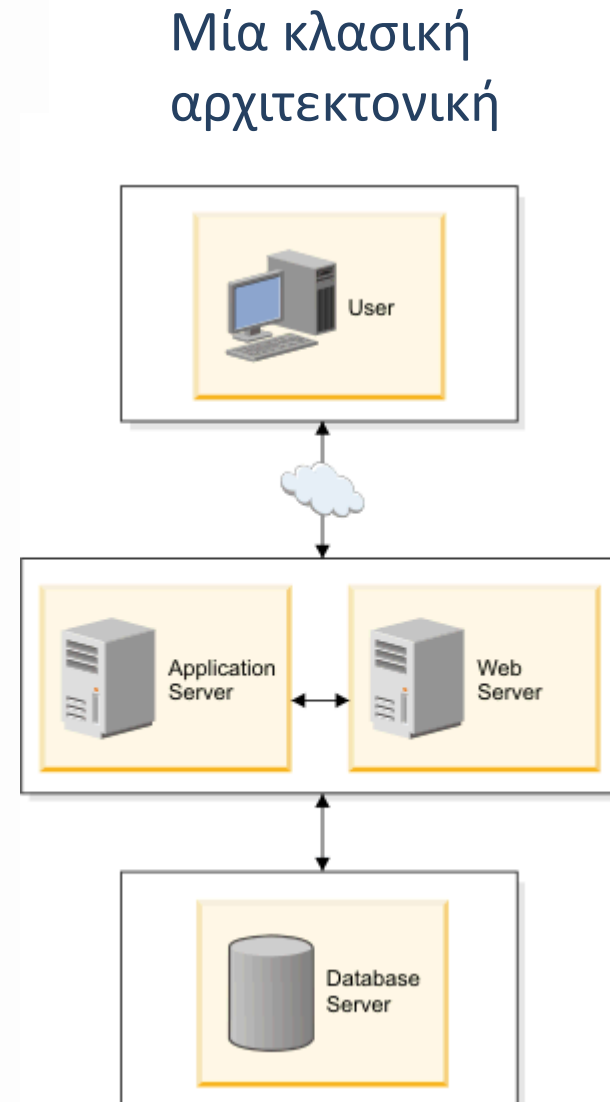 Μία κλασική
αρχιτεκτονική
User
Application
Server
Web
Server
Database
Server